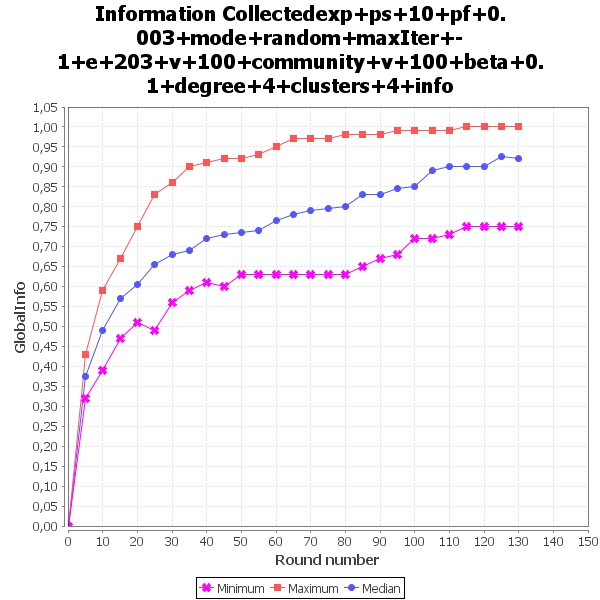 Information Collectedexp+ps+10+pf+0.
003+mode+random+maxIter+-
1+e+203+v+100+community+v+100+beta+0.
1+degree+4+clusters+4+info
1,05
1,00
0,95
0,90
0,85
0,80
0,75
0,70
0,65
0,60
0,55
0,50
0,45
0,40
0,35
0,30
0,25
0,20
0,15
0,10
0,05
0,00
GlobalInfo
0 10 20 30 40 50 60 70 80 90 100 110 120 130 140 150
Round number
Minimum Maximum Median